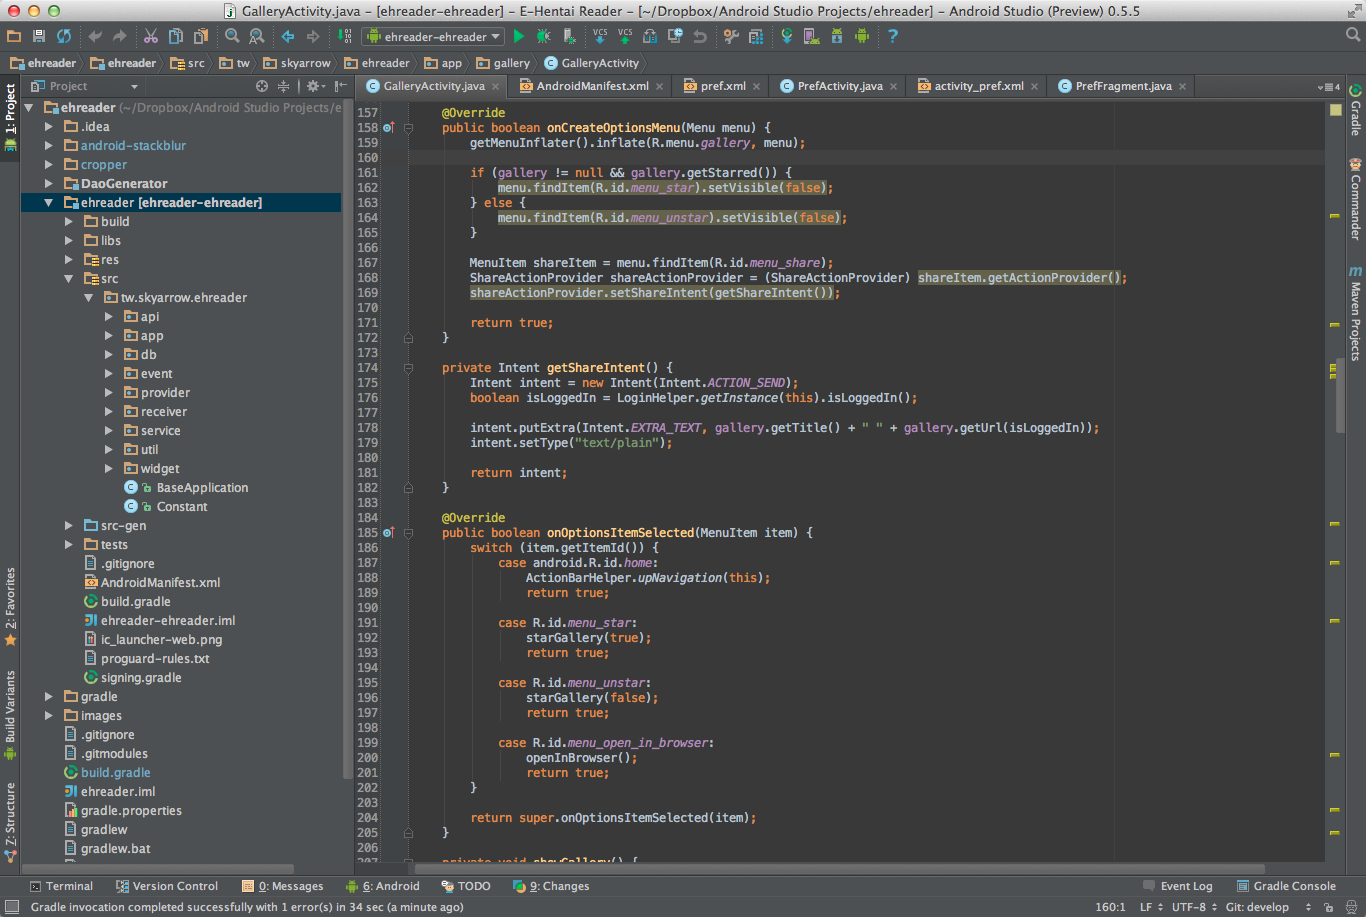 GalleryActivity.java - [ehreader-ehreader] - E-Hentai Reader - [~/Dropbox/Android Studio Projects/ehreader] - Android Studio (Preview) 0.5.5
ehreader-ehreader
ehreader ehreader src tw skyarrow ehreader app gallery GalleryActivity
Project
GalleryActivity.java AndroidManifest.xml pref.xml PrefActivity.java activity_pref.xml PrefFragment.java
4
1: Project
2: Favorites
Build Variants
Z: Structure
ehreader (~/Dropbox/Android Studio Projects/e
.idea
android-stackblur
cropper
DaoGenerator
ehreader [ehreader-ehreader]
build
libs
res
src
tw.skyarrow.ehreader
api
app
db
event
provider
receiver
service
util
widget
BaseApplication
Constant
src-gen
tests
.gitignore
AndroidManifest.xml
build.gradle
ehreader-ehreader.iml
ic_launcher-web.png
proguard-rules.txt
signing.gradle
gradle
images
.gitignore
.gitmodules
build.gradle
ehreader.iml
gradle.properties
gradlew
gradlew.bat
157 @Override
158 public boolean onCreateOptionsMenu(Menu menu) {
159 getMenuInflater().inflate(R.menu.gallery, menu);
160
161 if (gallery != null && gallery.getStarred()) {
162 menu.findItem(R.id.menu_star).setVisible(false);
163 } else {
164 menu.findItem(R.id.menu_unstar).setVisible(false);
165 }
166
167 MenuItem shareItem = menu.findItem(R.id.menu_share);
168 ShareActionProvider shareActionProvider = (ShareActionProvider) shareItem.getActionProvider();
169 shareActionProvider.setShareIntent(getShareIntent());
170
171 return true;
172 }
173
174 private Intent getShareIntent() {
175 Intent intent = new Intent(Intent.ACTION_SEND);
176 boolean isLoggedIn = LoginHelper.getInstance(this).isLoggedIn();
177
178 intent.putExtra(Intent.EXTRA_TEXT, gallery.getTitle() + " " + gallery.getUrl(isLoggedIn));
179 intent.setType("text/plain");
180
181 return intent;
182 }
183
184 @Override
185 public boolean onOptionsItemSelected(MenuItem item) {
186 switch (item.getItemId()) {
187 case android.R.id.home:
188 ActionBarHelper.upNavigation(this);
189 return true;
190
191 case R.id.menu_star:
192 starGallery(true);
193 return true;
194
195 case R.id.menu_unstar:
196 starGallery(false);
197 return true;
198
199 case R.id.menu_open_in_browser:
200 openInBrowser();
201 return true;
202 }
203
204 return super.onOptionsItemSelected(item);
205 }
206
207 private void showGallery() {
Gradle
Commander
Maven Projects
Terminal Version Control 0: Messages 6: Android TODO 9: Changes Event Log Gradle Console
Gradle invocation completed successfully with 1 error(s) in 34 sec (a minute ago) 160:1 LF UTF-8 Git: develop